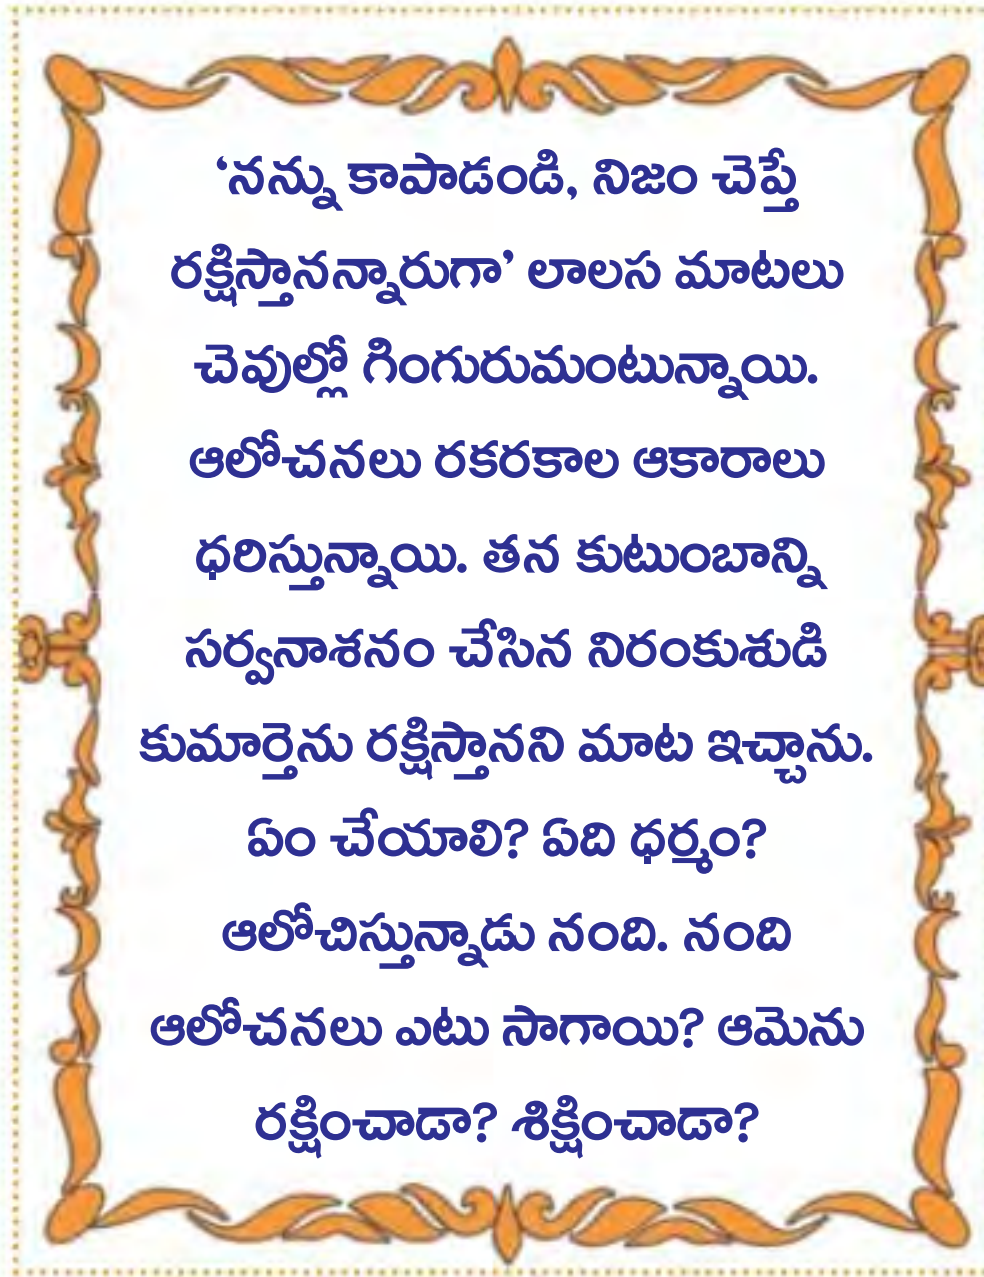 ‘నన్ను కాపాడండి, నిజం చెప్తే
రక్షిస్తానన్నారుగా’ లాలస మాటలు
చెవుల్లో గింగురుమంటున్నాయి.
ఆలోచనలు రకరకాల ఆకారాలు
ధరిస్తున్నాయి. తన కుటుంబాన్ని
సర్వనాశనం చేసిన నిరంకుశుడి
కుమార్తెను రక్షిస్తానని మాట ఇచ్చాను.
ఏం చేయాలి? ఏది ధర్మం?
ఆలోచిస్తున్నాడు నంది. నంది
ఆలోచనలు ఎటు సాగాయి? ఆమెను
రక్షించాడా? శిక్షించాడా?